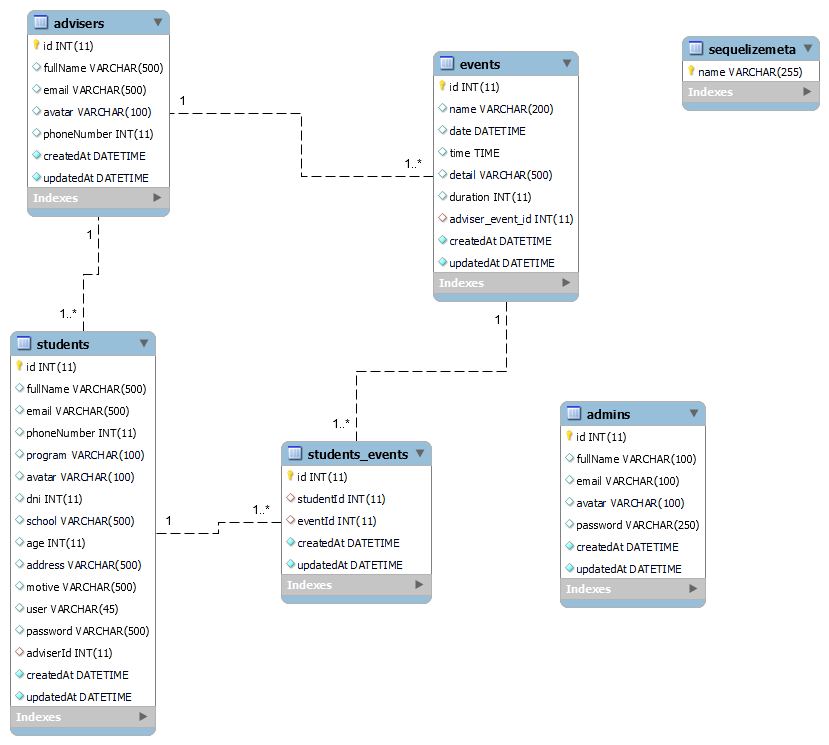 advisers
id INT(11)
fullName VARCHAR(500)
email VARCHAR(500)
avatar VARCHAR(100)
phoneNumber INT(11)
createdAt DATETIME
updatedAt DATETIME
Indexes
1
1..*
events
id INT(11)
name VARCHAR(200)
date DATETIME
time TIME
detail VARCHAR(500)
duration INT(11)
adviser_event_id INT(11)
createdAt DATETIME
updatedAt DATETIME
Indexes
sequelizemeta
name VARCHAR(255)
Indexes
1
1..*
students
id INT(11)
fullName VARCHAR(500)
email VARCHAR(500)
phoneNumber INT(11)
program VARCHAR(100)
avatar VARCHAR(100)
dni INT(11)
school VARCHAR(500)
age INT(11)
address VARCHAR(500)
motive VARCHAR(500)
user VARCHAR(45)
password VARCHAR(500)
adviserId INT(11)
createdAt DATETIME
updatedAt DATETIME
Indexes
1
1..*
1
1..*
students_events
id INT(11)
studentId INT(11)
eventId INT(11)
createdAt DATETIME
updatedAt DATETIME
Indexes
admins
id INT(11)
fullName VARCHAR(100)
email VARCHAR(100)
avatar VARCHAR(100)
password VARCHAR(250)
createdAt DATETIME
updatedAt DATETIME
Indexes